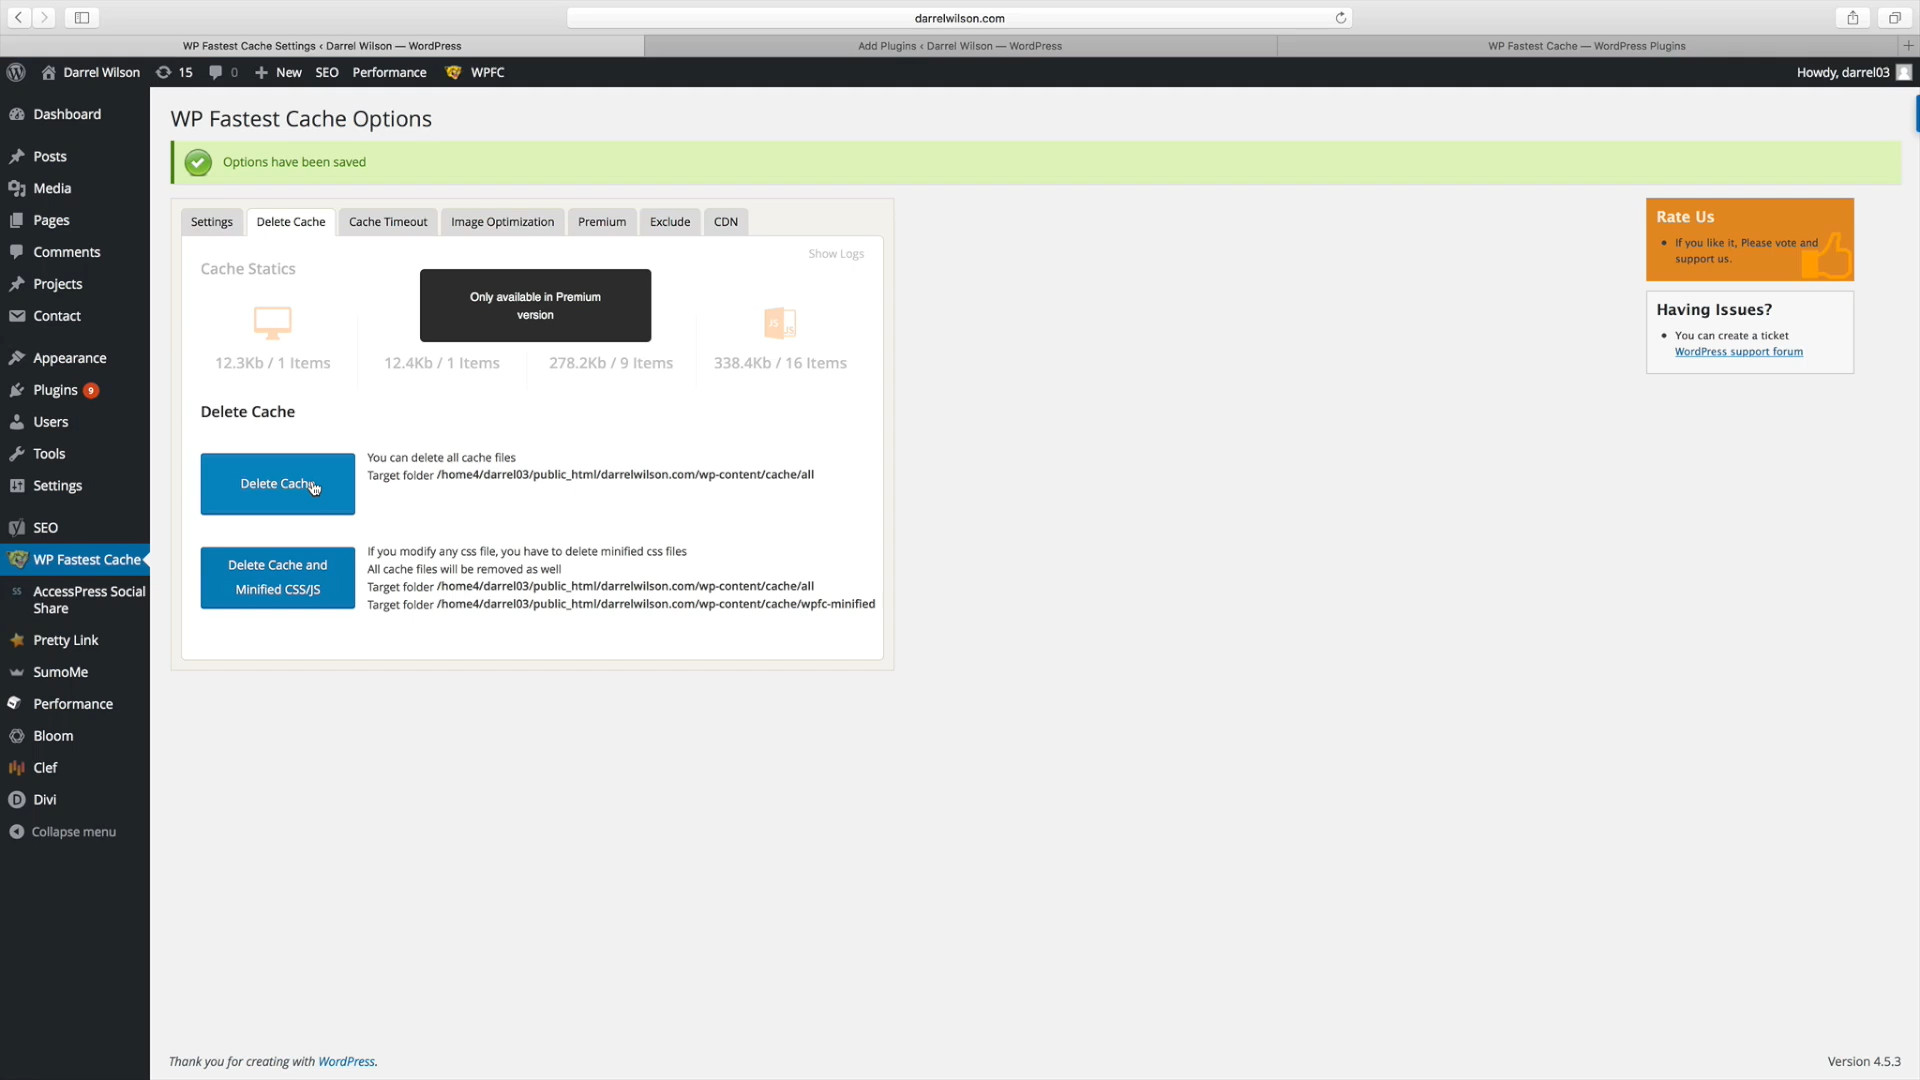 darrelwilson.com
WP Fastest Cache Settings ‹ Darrel Wilson — WordPress
Add Plugins ‹ Darrel Wilson — WordPress
WP Fastest Cache — WordPress Plugins
Darrel Wilson
15
0
New
SEO
Performance
WPFC
Howdy, darrel03
Dashboard
Posts
Media
Pages
Comments
Projects
Contact
Appearance
Plugins 9
Users
Tools
Settings
SEO
WP Fastest Cache
AccessPress Social
Share
Pretty Link
SumoMe
Performance
Bloom
Clef
Divi
Collapse menu
WP Fastest Cache Options
Options have been saved
Settings
Delete Cache
Cache Timeout
Image Optimization
Premium
Exclude
CDN
Show Logs
Cache Statics
Only available in Premium
version
JS
JS
12.3Kb / 1 Items
12.4Kb / 1 Items
278.2Kb / 9 Items
338.4Kb / 16 Items
Delete Cache
Delete Cache
You can delete all cache files
Target folder /home4/darrel03/public_html/darrelwilson.com/wp-content/cache/all
Delete Cache and
Minified CSS/JS
If you modify any css file, you have to delete minified css files
All cache files will be removed as well
Target folder /home4/darrel03/public_html/darrelwilson.com/wp-content/cache/all
Target folder /home4/darrel03/public_html/darrelwilson.com/wp-content/cache/wpfc-minified
Rate Us
If you like it, Please vote and
support us.
Having Issues?
You can create a ticket
WordPress support forum
Thank you for creating with WordPress.
Version 4.5.3